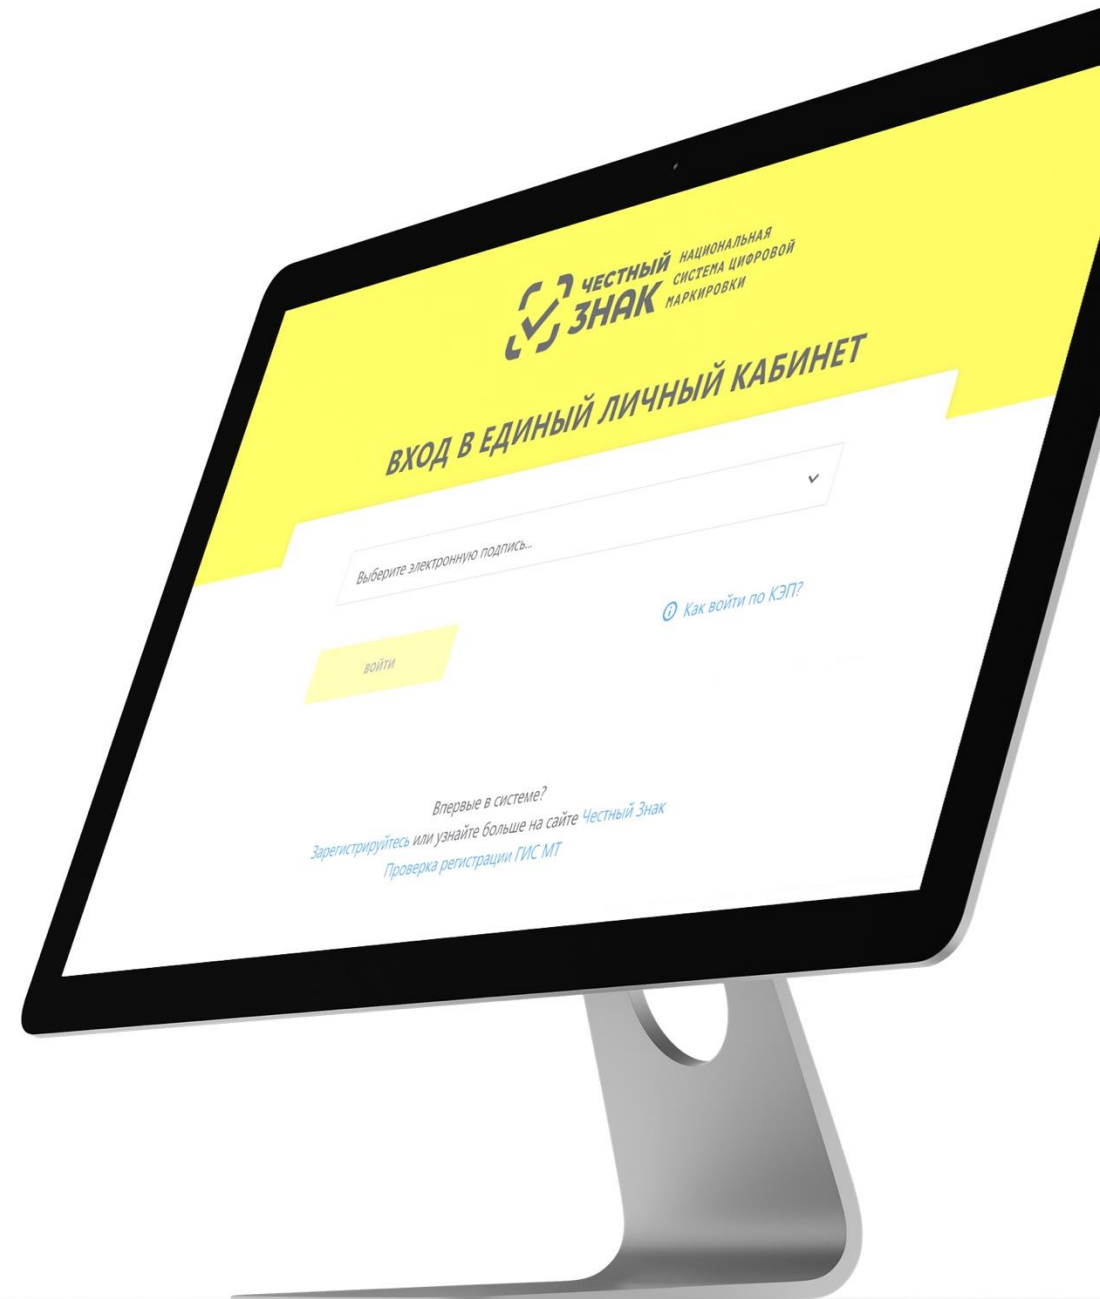 ЧЕСТНЫЙ
ЗНАК
НАЦИОНАЛЬНАЯ
СИСТЕМА ЦИФРОВОЙ
МАРКИРОВКИ
ВХОД В ЕДИНЫЙ ЛИЧНЫЙ КАБИНЕТ
Выберите электронную подпись...
Как войти по КЭП?
ВОЙТИ
Впервые в системе?
Зарегистрируйтесь или узнайте больше на сайте Честный Знак
Проверка регистрации ГИС МТ